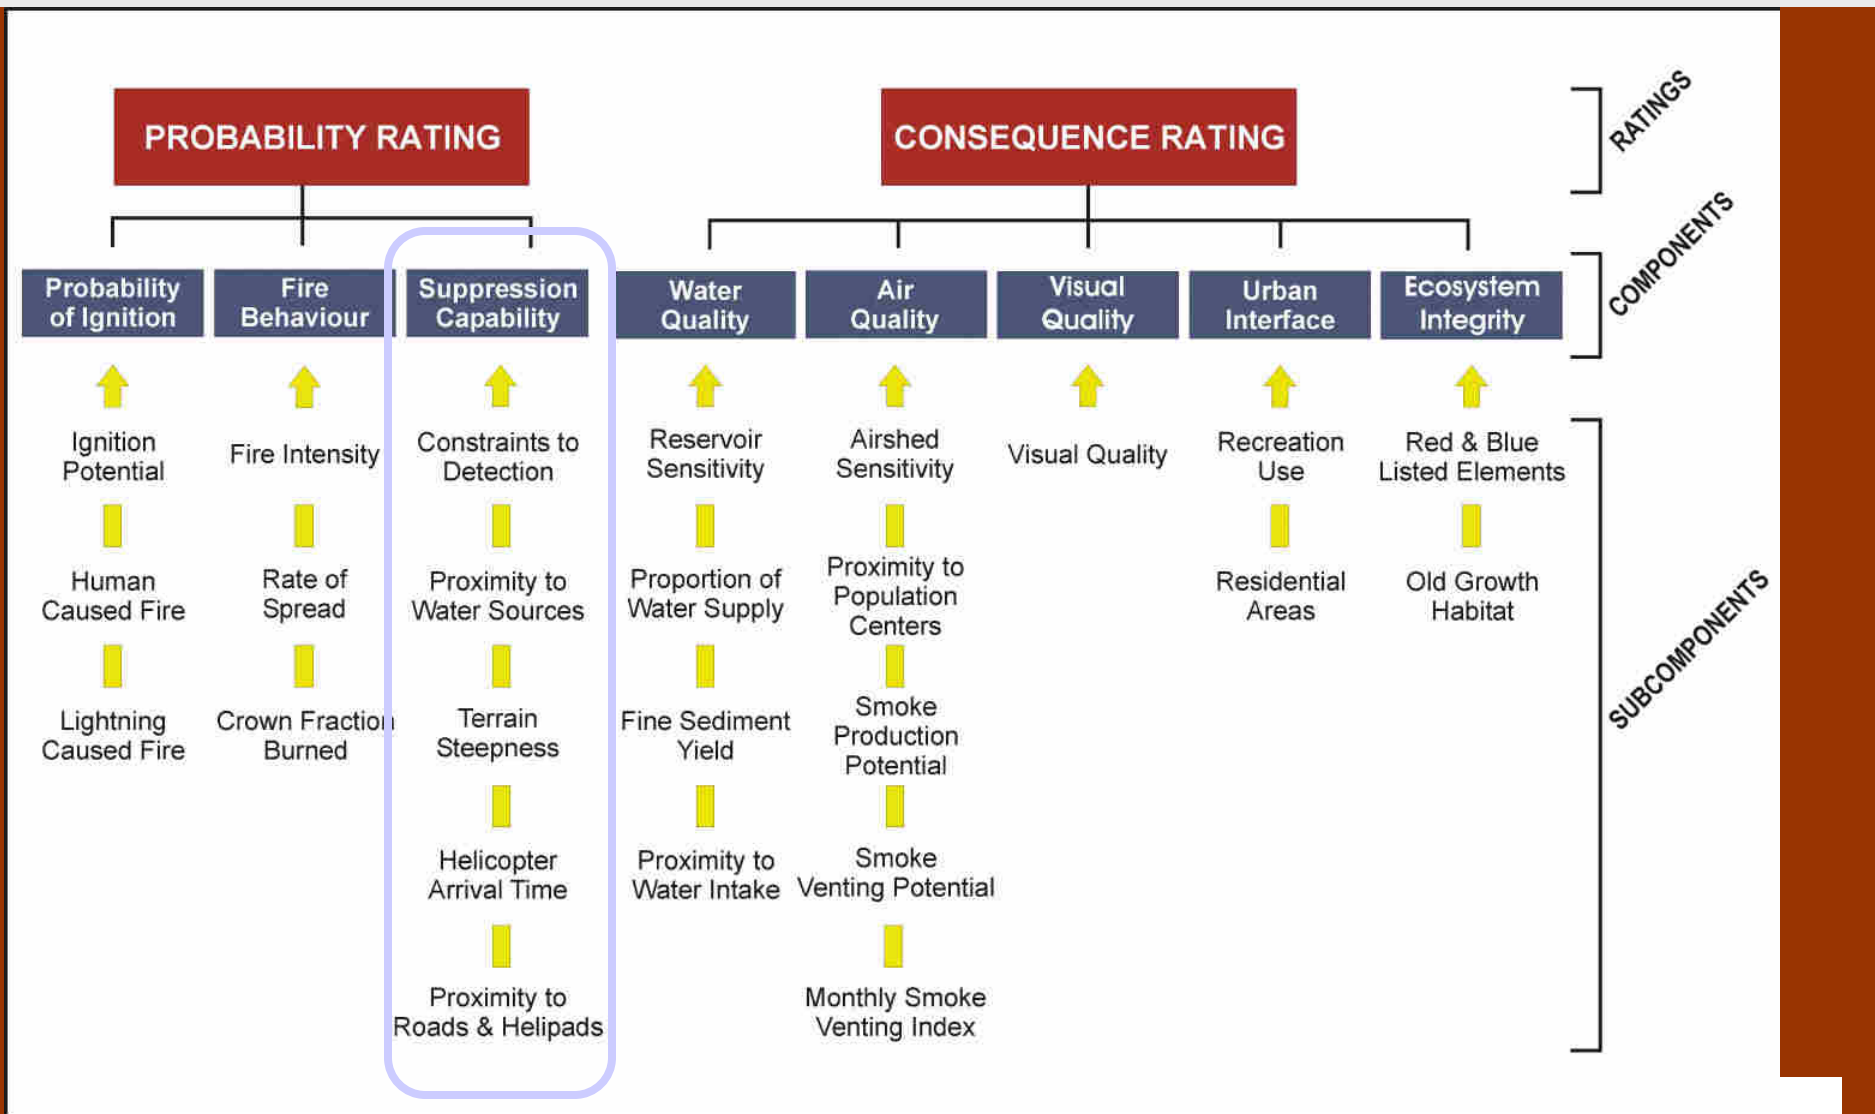 PROBABILITY RATING
CONSEQUENCE RATING
RATINGS
COMPONENTS
Probability
of Ignition
Fire
Behaviour
Suppression
Capability
Water
Quality
Air
Quality
Visual
Quality
Urban
Interface
Ecosystem
Integrity
Ignition
Potential
Human
Caused Fire
Lightning
Caused Fire
Fire Intensity
Rate of
Spread
Crown Fraction
Burned
Constraints to
Detection
Proximity to
Water Sources
Terrain
Steepness
Helicopter
Arrival Time
Proximity to
Roads & Helipads
Reservoir
Sensitivity
Proportion of
Water Supply
Fine Sediment
Yield
Proximity to
Water Intake
Airshed
Sensitivity
Proximity to
Population
Centers
Smoke
Production
Potential
Smoke
Venting Potential
Monthly Smoke
Venting Index
Visual Quality
Recreation
Use
Residential
Areas
Red & Blue
Listed Elements
Old Growth
Habitat
SUBCOMPONENTS